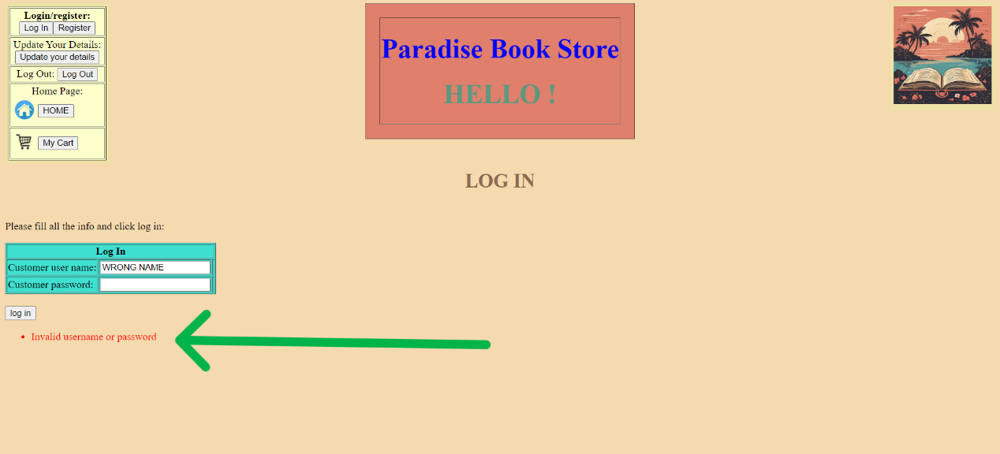 Login/register:
Log In Register
Update Your Details:
Update your details
Log Out: Log Out
Home Page:
HOME
My Cart
Paradise Book Store
HELLO !
LOG IN
Please fill all the info and click log in:
Log In
Customer user name: WRONG NAME
Customer password:
log in
Invalid username or password